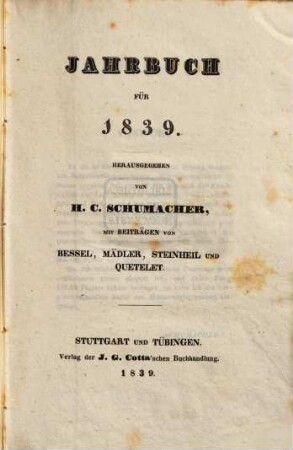 JAHRBUCH
FÜR
1839.
HERAUSGEGEBEN
VON
H. C. SCHUMACHER,
MIT BEITRÄGEN VON
BESSEL, MÄDLER, STEINHEIL UND
QUETELET
STUTTGART UND TÜBINGEN.
Verlag der J. G. Cotta'schen Buchhandlung.
1839.